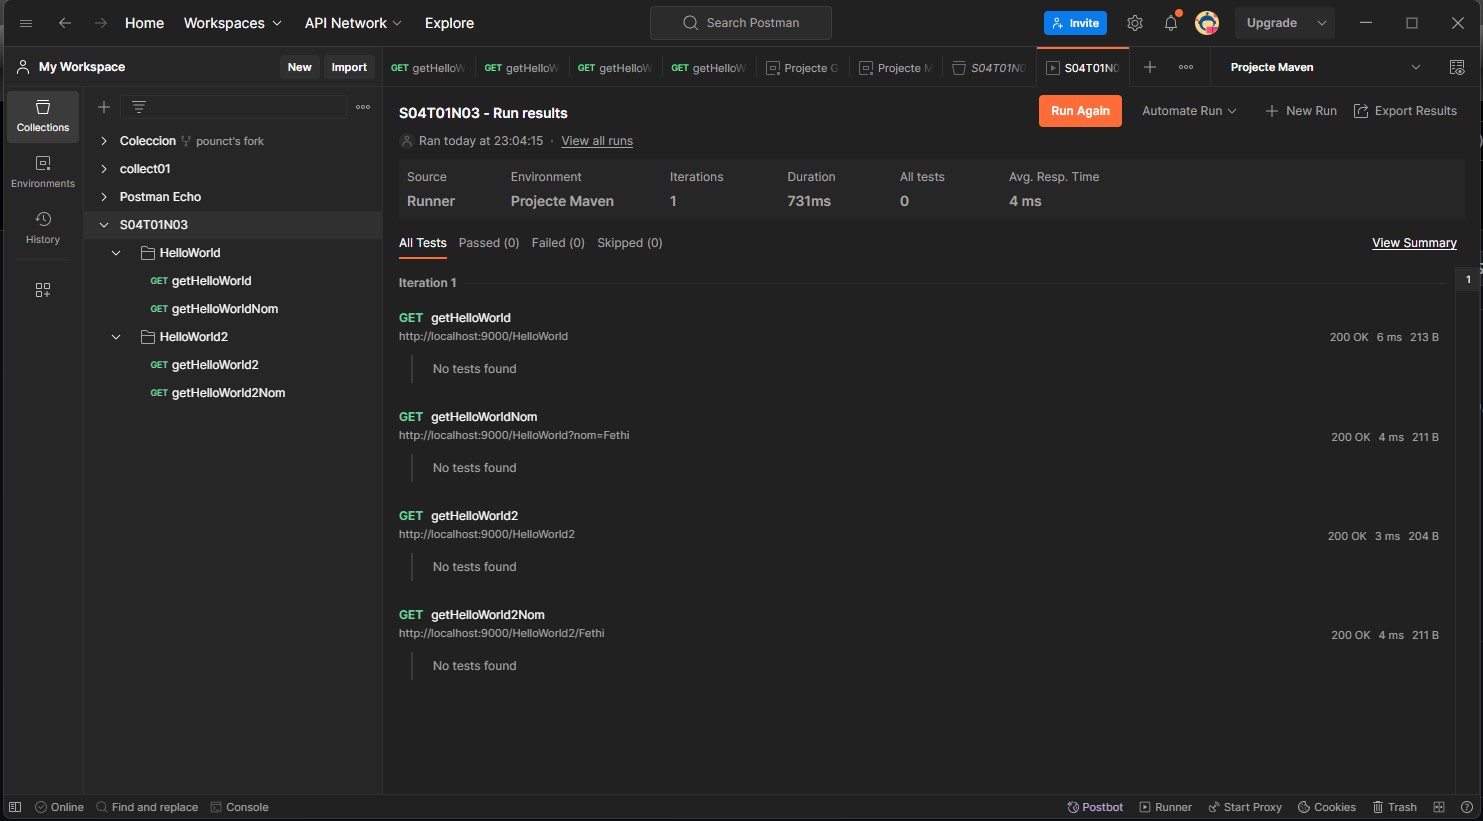 Home Workspaces API Network Explore Search Postman Invite Upgrade
My Workspace New Import
GET getHelloW GET getHelloW GET getHelloW GET getHelloW Projecte G Projecte M S04T01N0 S04T01N0 Projecte Maven
Collections
Environments
History
Coleccion pounct's fork
collect01
Postman Echo
S04T01N03
HelloWorld
GET getHelloWorld
GET getHelloWorldNom
HelloWorld2
GET getHelloWorld2
GET getHelloWorld2Nom
S04T01N03 - Run results Run Again Automate Run New Run Export Results
Ran today at 23:04:15 · View all runs
Source Environment Iterations Duration All tests Avg. Resp. Time
Runner Projecte Maven 1 731ms 0 4 ms
All Tests Passed (0) Failed (0) Skipped (0) View Summary
Iteration 1 1
GET getHelloWorld
http://localhost:9000/HelloWorld 200 OK 6 ms 213 B
No tests found
GET getHelloWorldNom
http://localhost:9000/HelloWorld?nom=Fethi 200 OK 4 ms 211 B
No tests found
GET getHelloWorld2
http://localhost:9000/HelloWorld2 200 OK 3 ms 204 B
No tests found
GET getHelloWorld2Nom
http://localhost:9000/HelloWorld2/Fethi 200 OK 4 ms 211 B
No tests found
Online Find and replace Console Postbot Runner Start Proxy Cookies Trash